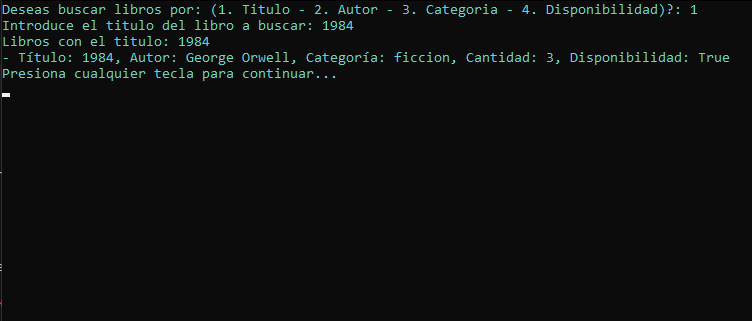 Deseas buscar libros por: (1. Titulo - 2. Autor - 3. Categoria - 4. Disponibilidad)?: 1
Introduce el titulo del libro a buscar: 1984
Libros con el titulo: 1984
- Título: 1984, Autor: George Orwell, Categoría: ficcion, Cantidad: 3, Disponibilidad: True
Presiona cualquier tecla para continuar...